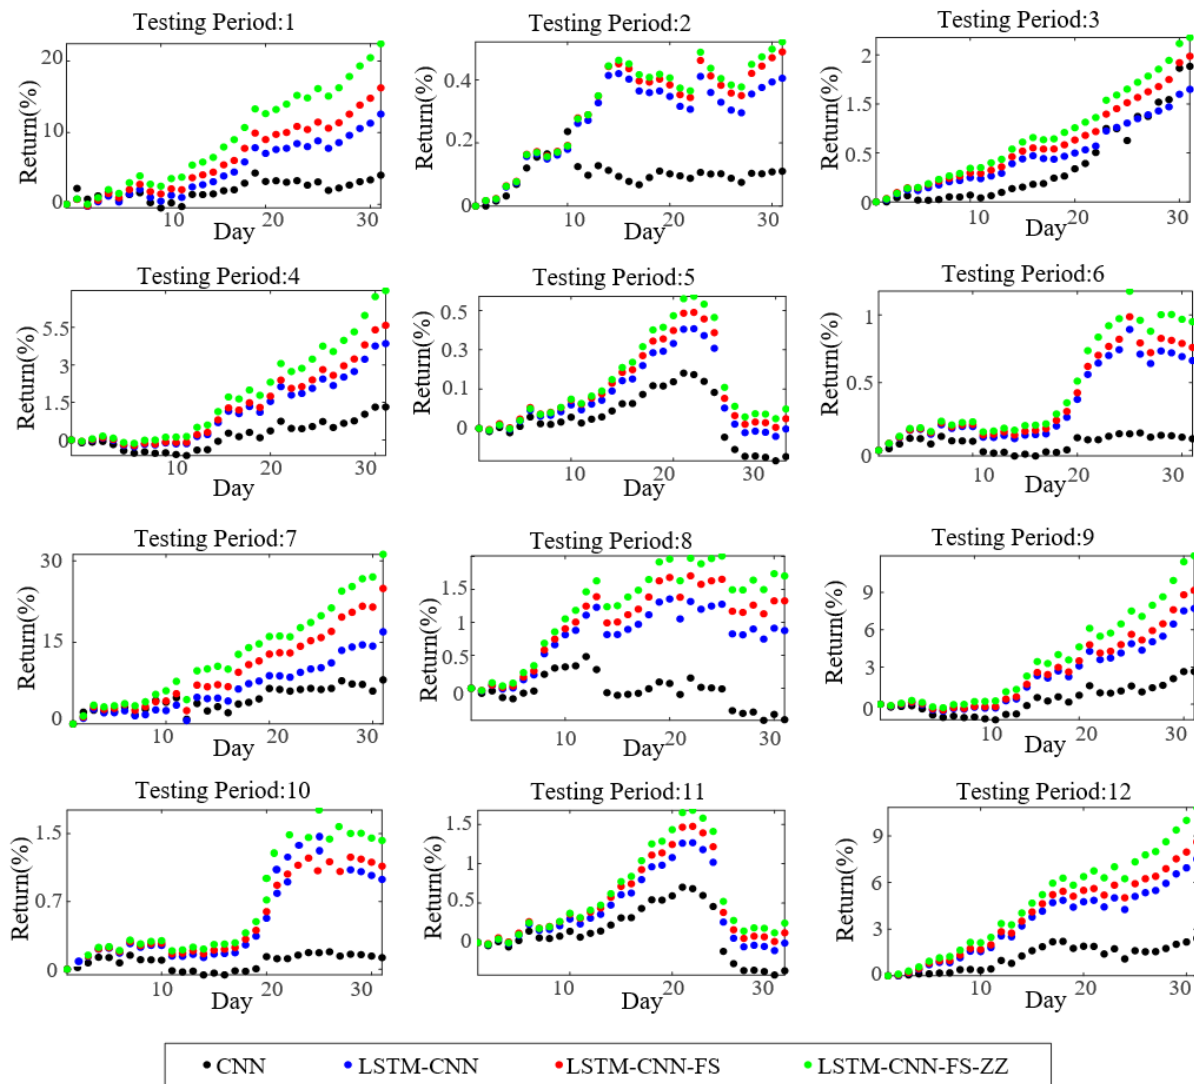 Testing Period:1
Return(%)
20
10
0
10
20
30
Day
Testing Period:2
Return(%)
0.4
0.2
0
10
20
30
Day
Testing Period:3
Return(%)
2
1.5
0.5
0
10
20
30
Day
Testing Period:4
Return(%)
5.5
3
1.5
0
10
20
30
Day
Testing Period:5
Return(%)
0.5
0.3
0.1
0
10
20
30
Day
Testing Period:6
Return(%)
1
0.5
0
10
20
30
Day
Testing Period:7
Return(%)
30
15
0
10
20
30
Day
Testing Period:8
Return(%)
1.5
1
0.5
0
10
20
30
Day
Testing Period:9
Return(%)
9
6
3
0
10
20
30
Day
Testing Period:10
Return(%)
1.5
0.7
0
10
20
30
Day
Testing Period:11
Return(%)
1.5
1
0.5
0
10
20
30
Day
Testing Period:12
Return(%)
9
6
3
0
10
20
30
Day
CNN LSTM-CNN LSTM-CNN-FS LSTM-CNN-FS-ZZ